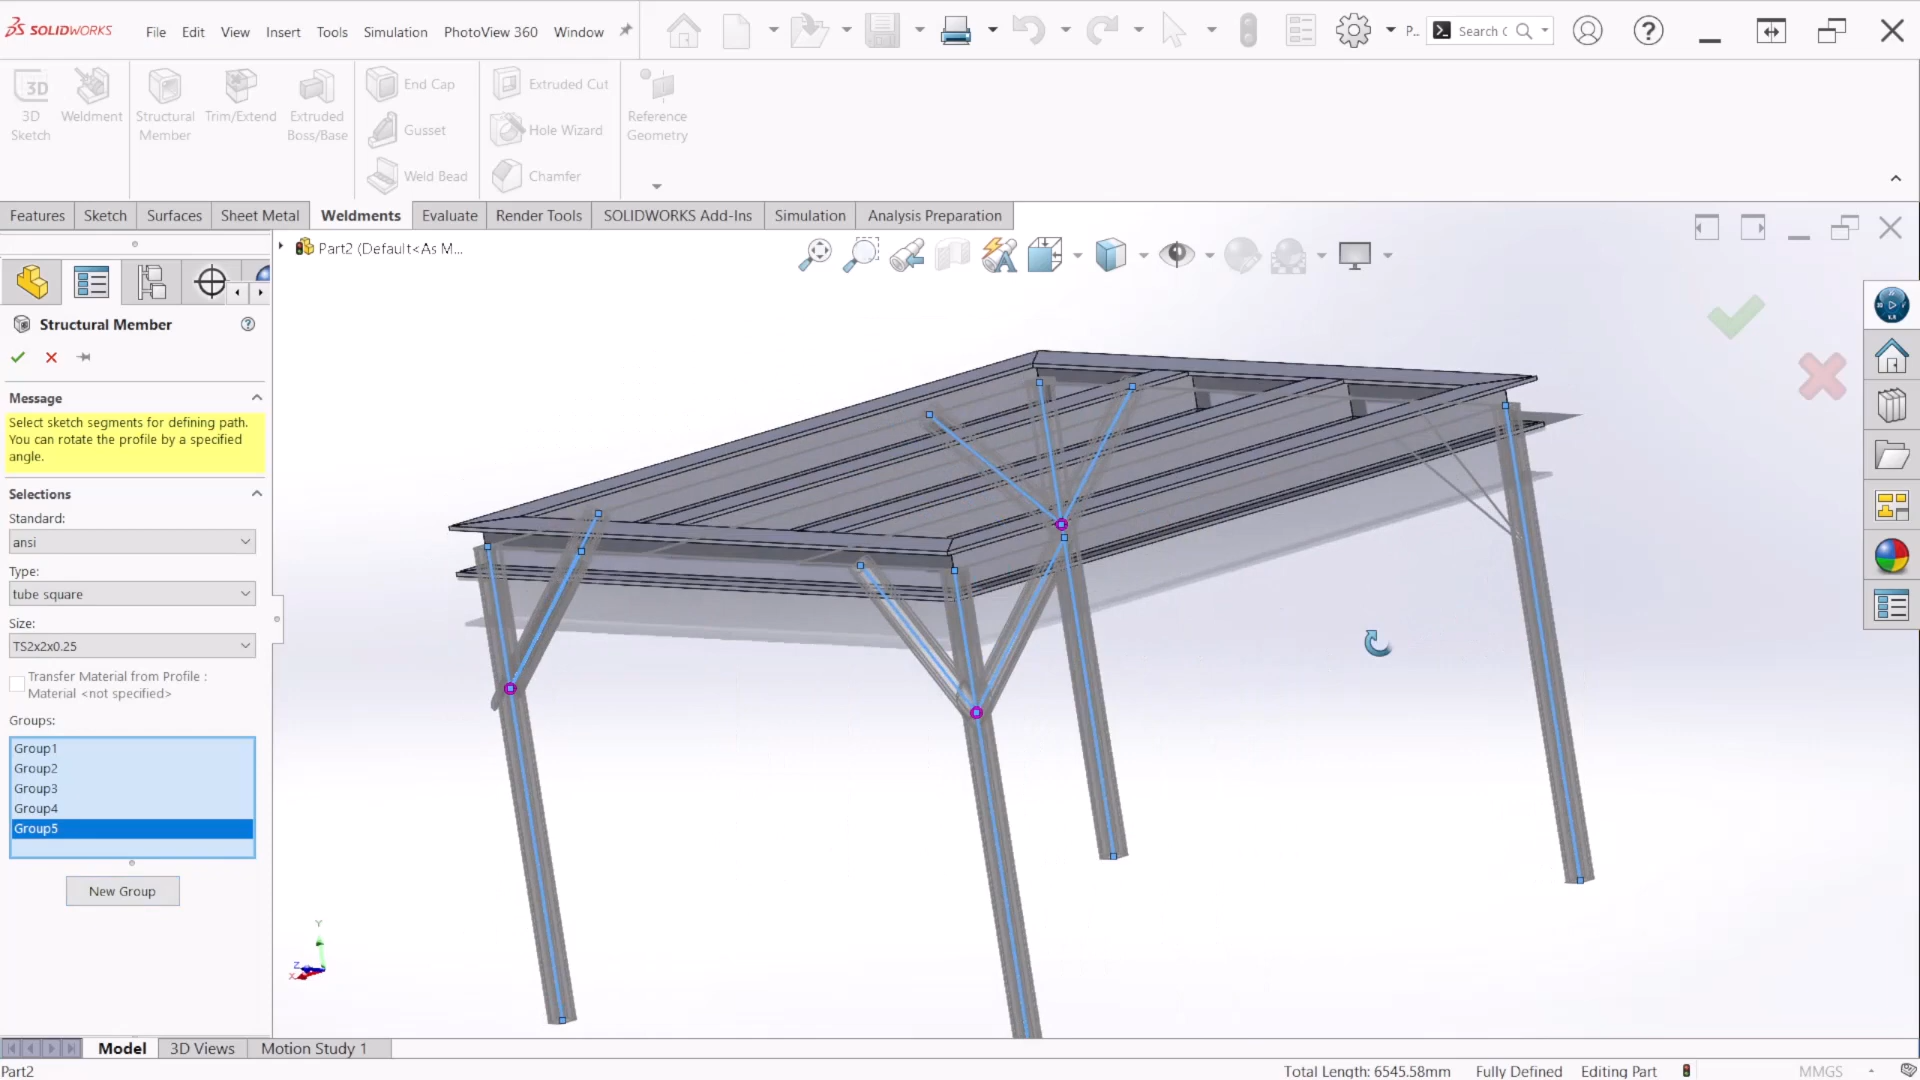 SOLIDWORKS
File Edit View Insert Tools Simulation PhotoView 360 Window
P...
Search
3D Sketch
Weldment
Structural Member
Trim/Extend
Extruded Boss/Base
End Cap
Gusset
Weld Bead
Extruded Cut
Hole Wizard
Chamfer
Reference Geometry
Features Sketch Surfaces Sheet Metal Weldments Evaluate Render Tools SOLIDWORKS Add-Ins Simulation Analysis Preparation
Part2 (Default<As M...
Structural Member
Message
Select sketch segments for defining path.
You can rotate the profile by a specified
angle.
Selections
Standard:
ansi
Type:
tube square
Size:
TS2x2x0.25
Transfer Material from Profile :
Material <not specified>
Groups:
Group1
Group2
Group3
Group4
Group5
New Group
Y
Z
X
Model 3D Views Motion Study 1
Part2
Total Length: 6545.58mm Fully Defined Editing Part MMGS